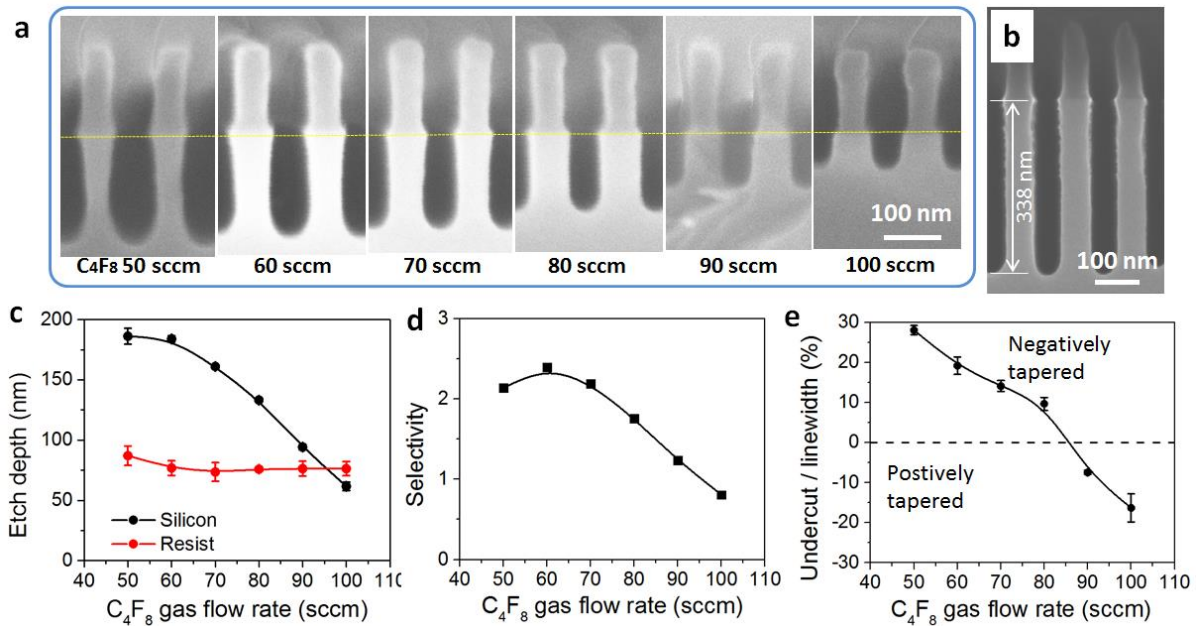 a
C4F8 50 sccm
60 sccm
70 sccm
80 sccm
90 sccm
100 sccm
100 nm
b
338 nm
100 nm
c
Etch depth (nm)
200
150
100
50
0
Silicon
Resist
40 50 60 70 80 90 100 110
C4F8 gas flow rate (sccm)
d
Selectivity
3
2
1
0
40 50 60 70 80 90 100 110
C4F8 gas flow rate (sccm)
e
Undercut / linewidth (%)
30
20
10
0
-10
-20
-30
Negatively
tapered
Postively
tapered
40 50 60 70 80 90 100 110
C4F8 gas flow rate (sccm)